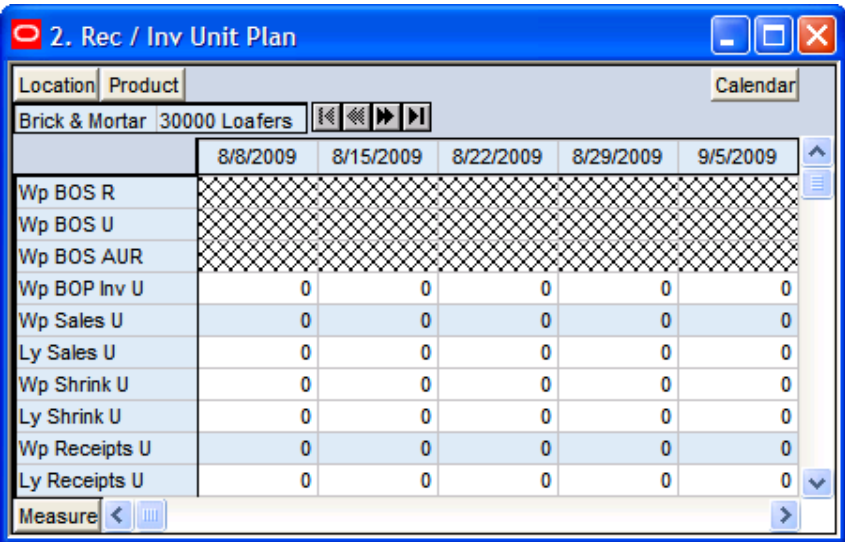 2. Rec / Inv Unit Plan
Location Product Calendar
Brick & Mortar 30000 Loafers
8/8/2009 8/15/2009 8/22/2009 8/29/2009 9/5/2009
Wp BOS R
Wp BOS U
Wp BOS AUR
Wp BOP Inv U 0 0 0 0 0
Wp Sales U 0 0 0 0 0
Ly Sales U 0 0 0 0 0
Wp Shrink U 0 0 0 0 0
Ly Shrink U 0 0 0 0 0
Wp Receipts U 0 0 0 0 0
Ly Receipts U 0 0 0 0 0
Measure